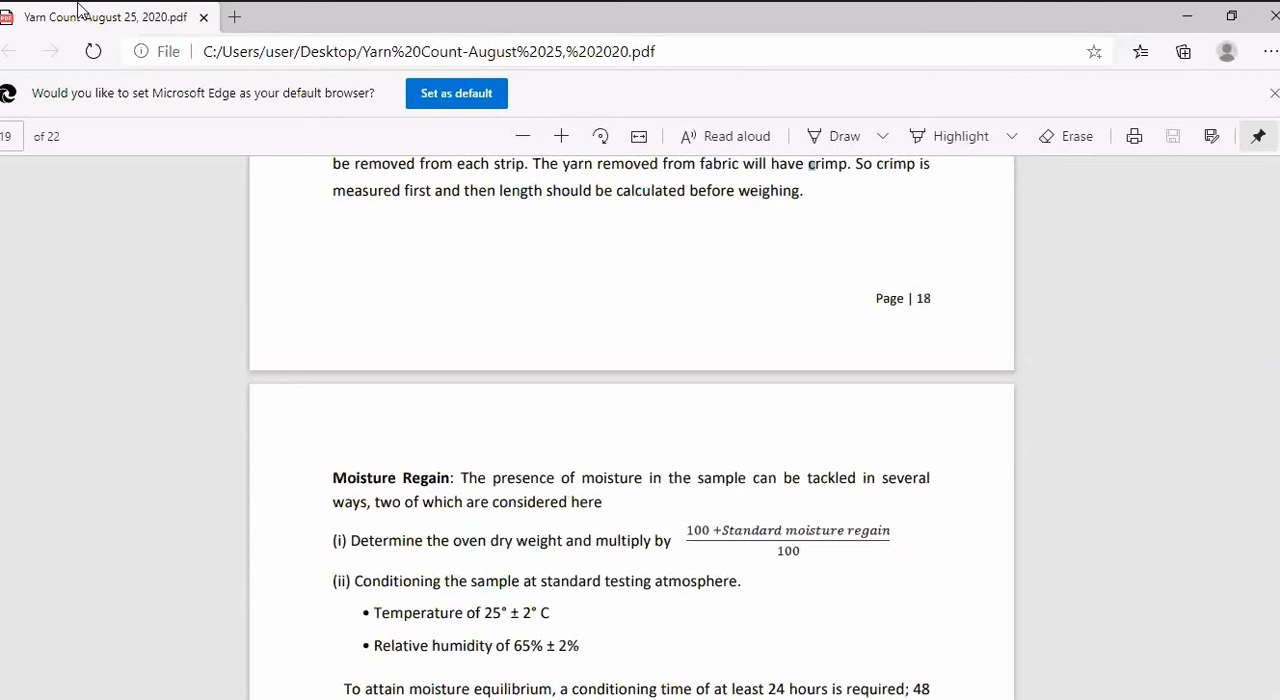 Yarn Count-August 25, 2020.pdf
File C:/Users/user/Desktop/Yarn%20Count-August%2025,%202020.pdf
Would you like to set Microsoft Edge as your default browser? Set as default
19 of 22 Read aloud Draw Highlight Erase
be removed from each strip. The yarn removed from fabric will have crimp. So crimp is
measured first and then length should be calculated before weighing.
Page | 18
Moisture Regain: The presence of moisture in the sample can be tackled in several
ways, two of which are considered here
(i) Determine the oven dry weight and multiply by 100 +Standard moisture regain
100
(ii) Conditioning the sample at standard testing atmosphere.
• Temperature of 25° ± 2° C
• Relative humidity of 65% ± 2%
To attain moisture equilibrium, a conditioning time of at least 24 hours is required; 48